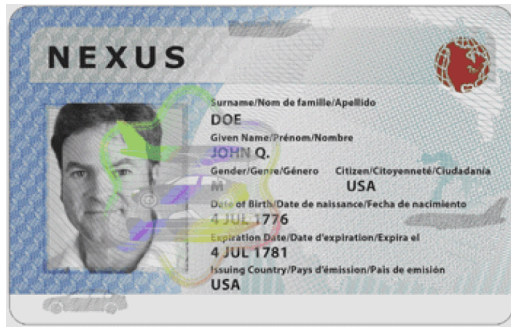 NEXUS
Surname/Nom de famille/Apellido
DOE
Given Name/Prénom/Nombre
JOHN Q.
Gender/Genre/Género Citizen/Citoyenneté/Ciudadania
M USA
Date of Birth/Date de naissance/Fecha de nacimiento
4 JUL 1776
Expiration Date/Date d'expiration/Expira el
4 JUL 1781
Issuing Country/Pays d'émission/Pais de emisión
USA